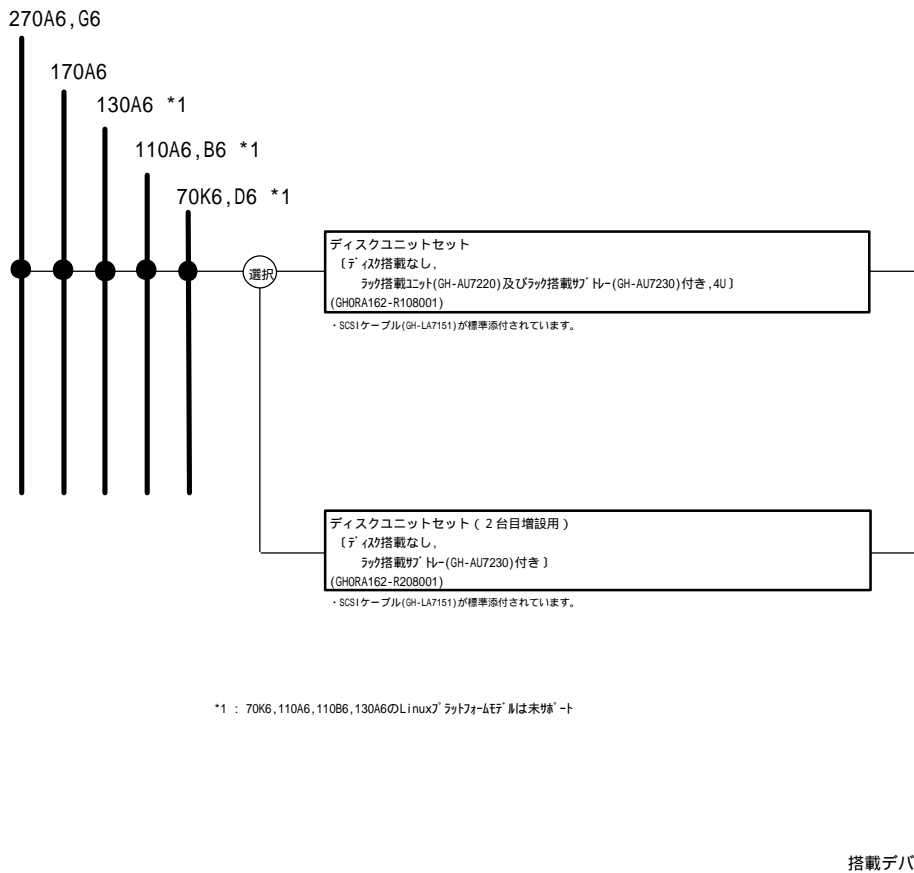 270A6,G6
170A6
130A6 *1
110A6,B6 *1
70K6,D6 *1
選択
ディスクユニットセット
〔ﾃﾞｨｽｸ搭載なし,
ﾗｯｸ搭載ﾕﾆｯﾄ(GH-AU7220)及びﾗｯｸ搭載ｻﾌﾞﾄﾚｰ(GH-AU7230)付き,4U〕
(GH0RA162-R108001)
・SCSIケーブル(GH-LA7151)が標準添付されています。
ディスクユニットセット(２台目増設用)
〔ﾃﾞｨｽｸ搭載なし,
ﾗｯｸ搭載ｻﾌﾞﾄﾚｰ(GH-AU7230)付き〕
(GH0RA162-R208001)
・SCSIケーブル(GH-LA7151)が標準添付されています。
*1 : 70K6,110A6,110B6,130A6のLinuxﾌﾟﾗｯﾄﾌｫｰﾑﾓﾃﾞﾙは未ｻﾎﾟｰﾄ
搭載デバ